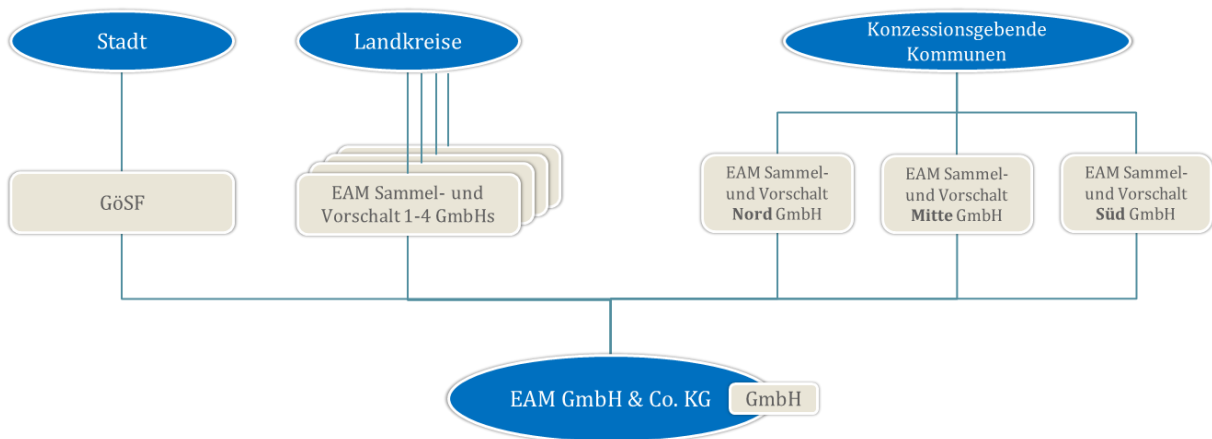 Stadt
Landkreise
Konzessionsgebende
Kommunen
GöSF
EAM Sammel- und
Vorschalt 1-4 GmbHs
EAM Sammel-
und Vorschalt
Nord GmbH
EAM Sammel-
und Vorschalt
Mitte GmbH
EAM Sammel-
und Vorschalt
Süd GmbH
EAM GmbH & Co. KG
GmbH